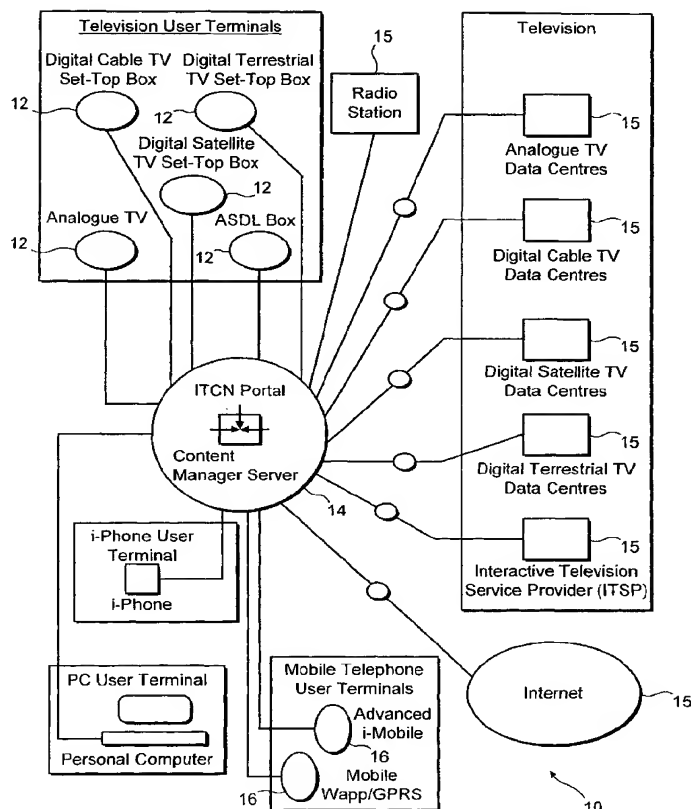 Television User Terminals
Digital Cable TV
Set-Top Box
12
Digital Terrestrial
TV Set-Top Box
12
Digital Satellite
TV Set-Top Box
12
Analogue TV
12
ASDL Box
12
15
Radio
Station
Television
15
Analogue TV
Data Centres
15
Digital Cable TV
Data Centres
15
Digital Satellite TV
Data Centres
15
Digital Terrestrial TV
Data Centres
15
Interactive Television
Service Provider (ITSP)
ITCN Portal
Content
Manager Server
14
i-Phone User
Terminal
i-Phone
PC User Terminal
Personal Computer
Mobile Telephone
User Terminals
Advanced
i-Mobile
16
16
Mobile
Wapp/GPRS
Internet
15
10